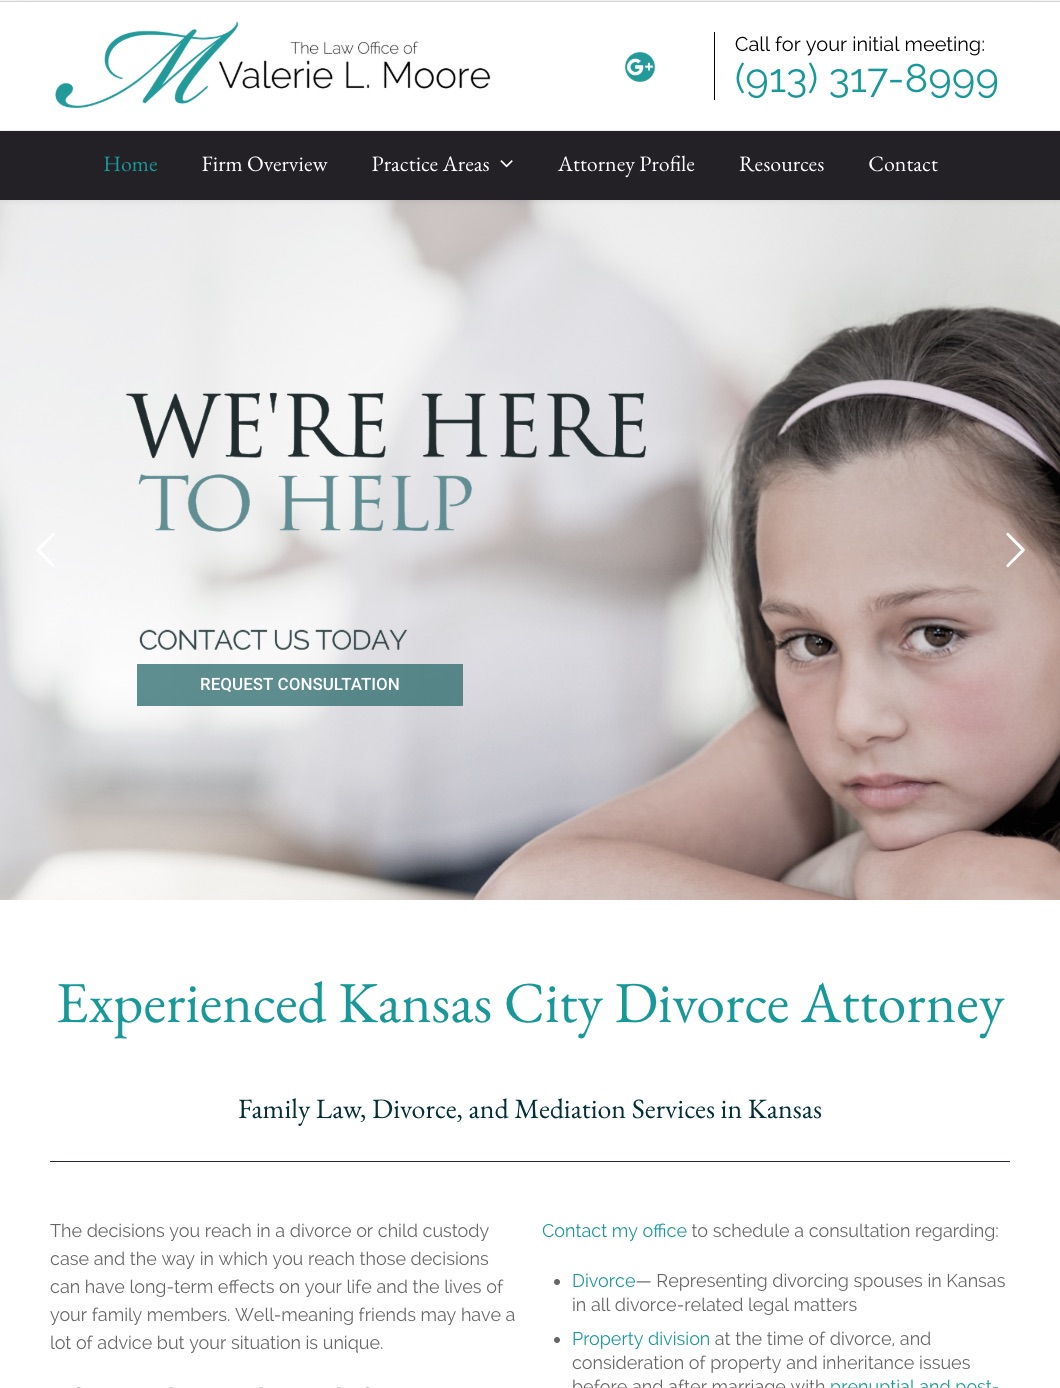 The Law Office of
Valerie L. Moore
G+
Call for your initial meeting:
(913) 317-8999
Home
Firm Overview
Practice Areas
Attorney Profile
Resources
Contact
WE'RE HERE
TO HELP
CONTACT US TODAY
REQUEST CONSULTATION
Experienced Kansas City Divorce Attorney
Family Law, Divorce, and Mediation Services in Kansas
The decisions you reach in a divorce or child custody
case and the way in which you reach those decisions
can have long-term effects on your life and the lives of
your family members. Well-meaning friends may have a
lot of advice but your situation is unique.
Contact my office to schedule a consultation regarding:
• Divorce— Representing divorcing spouses in Kansas
in all divorce-related legal matters
• Property division at the time of divorce, and
consideration of property and inheritance issues
before and after marriage with prenuptial and post-